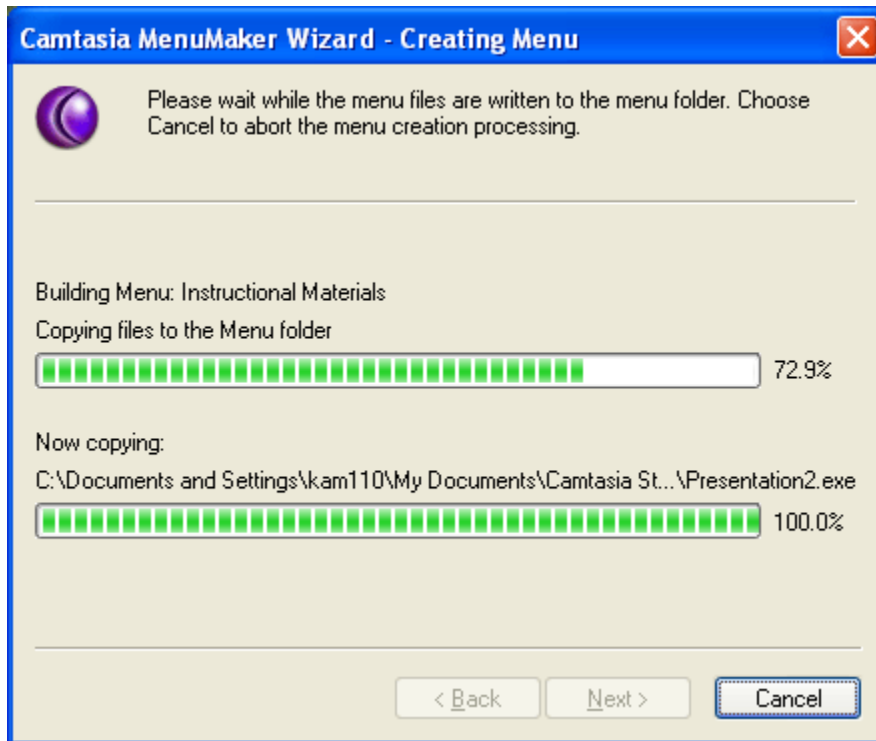 Camtasia MenuMaker Wizard - Creating Menu
Please wait while the menu files are written to the menu folder. Choose
Cancel to abort the menu creation processing.
Building Menu: Instructional Materials
Copying files to the Menu folder
72.9%
Now copying:
C:\Documents and Settings\kam110\My Documents\Camtasia St...\Presentation2.exe
100.0%
< Back Next > Cancel